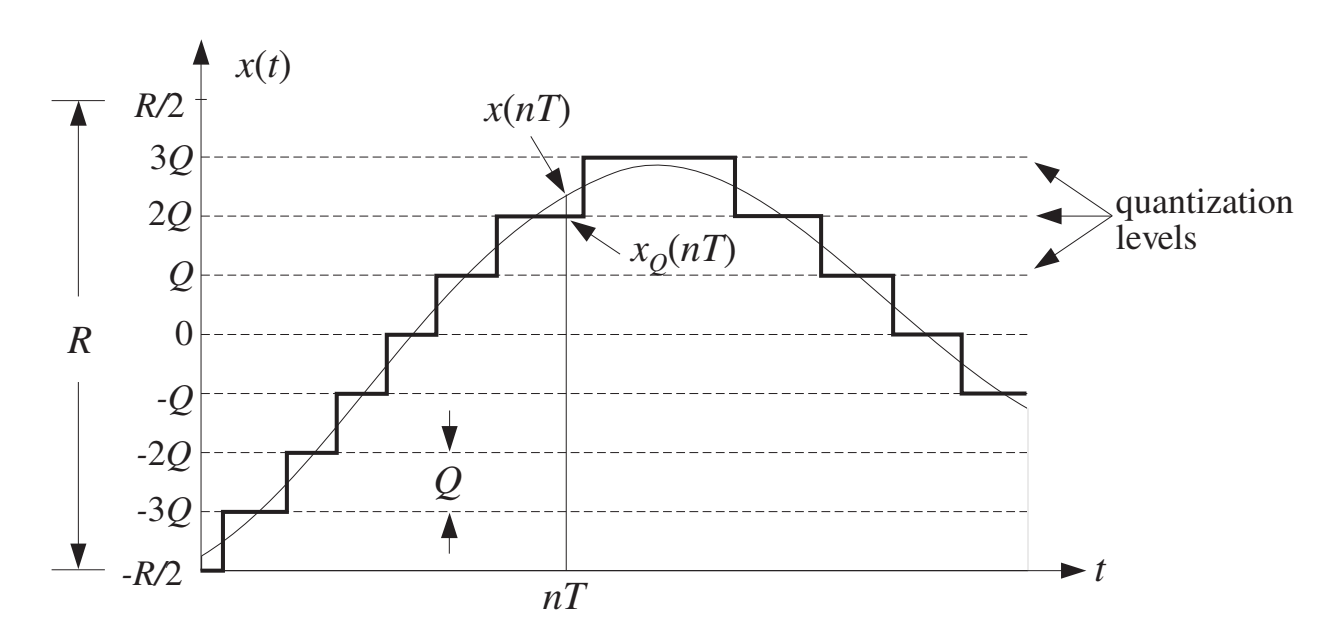 x(t)
R/2
x(nT)
3Q
2Q
quantization
levels
x_Q(nT)
Q
R
0
-Q
-2Q
Q
-3Q
-R/2
t
nT